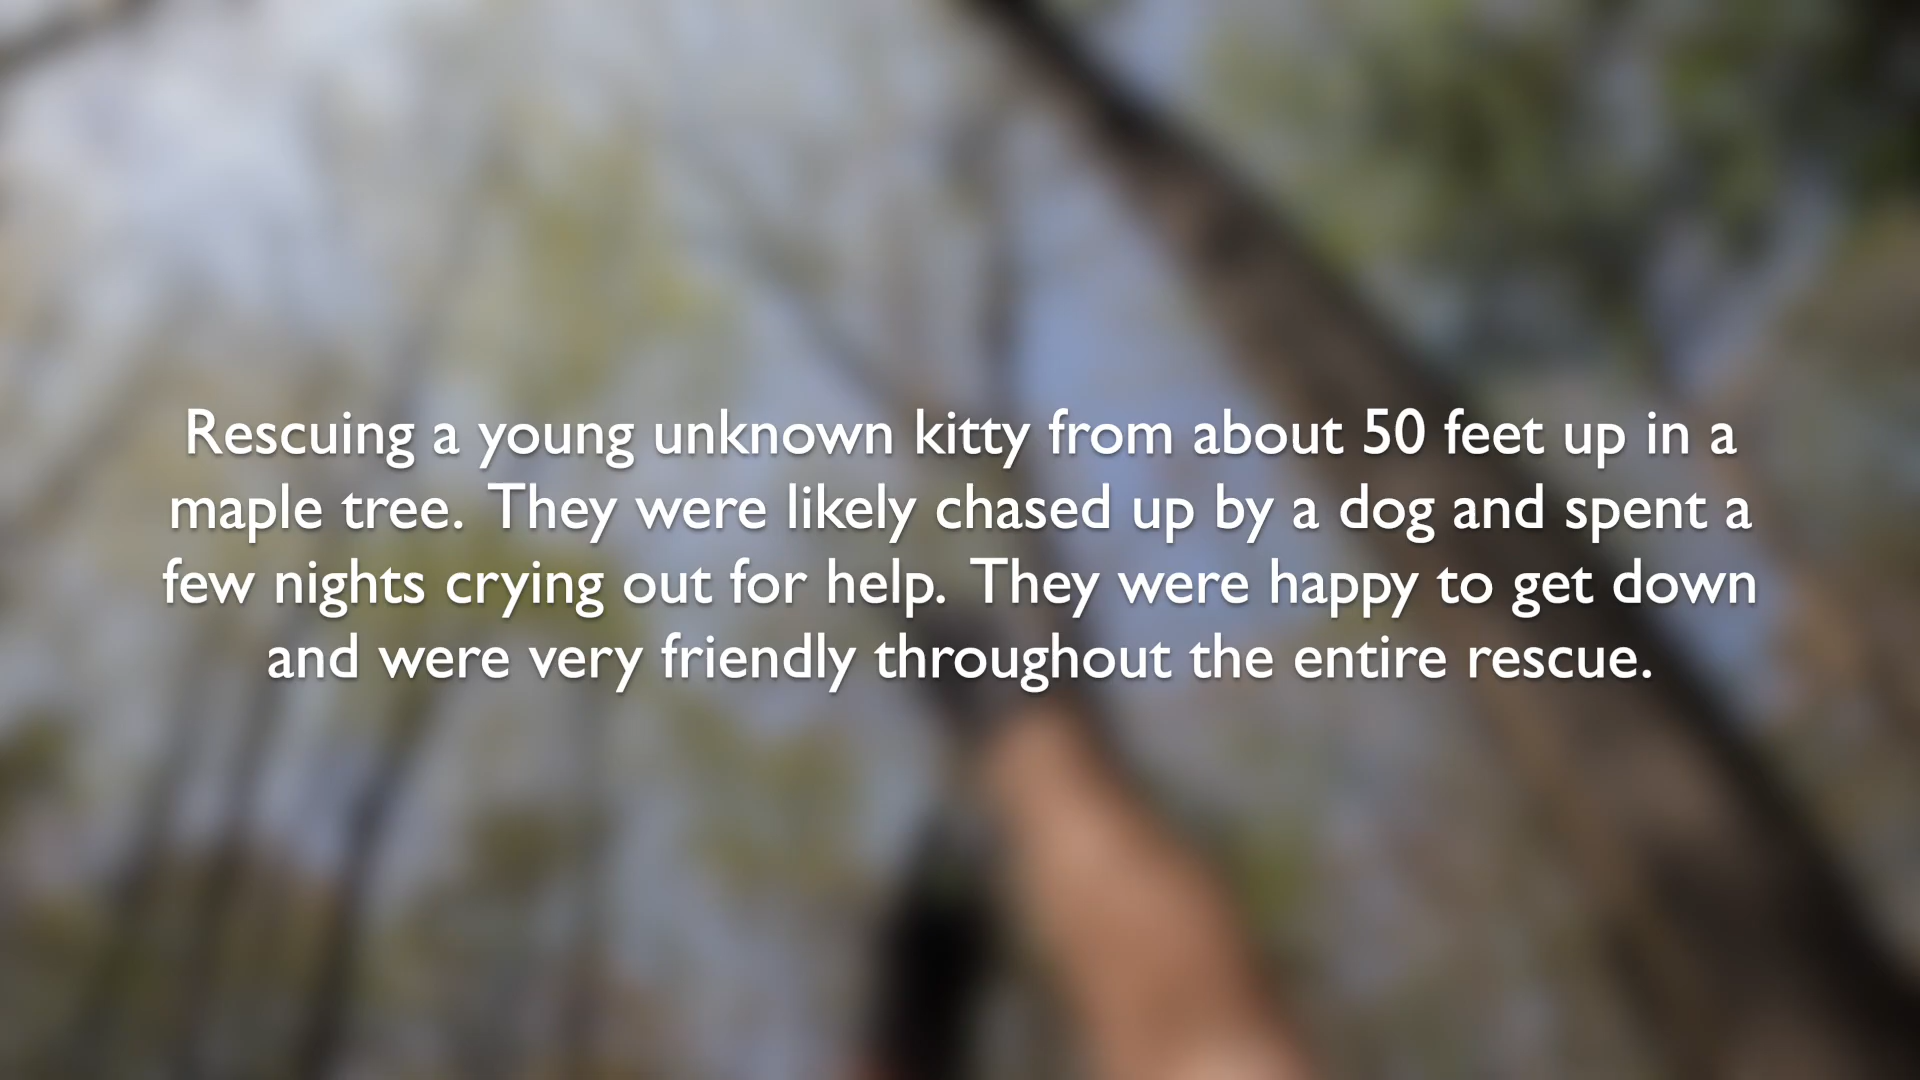 Rescuing a young unknown kitty from about 50 feet up in a
maple tree. They were likely chased up by a dog and spent a
few nights crying out for help. They were happy to get down
and were very friendly throughout the entire rescue.